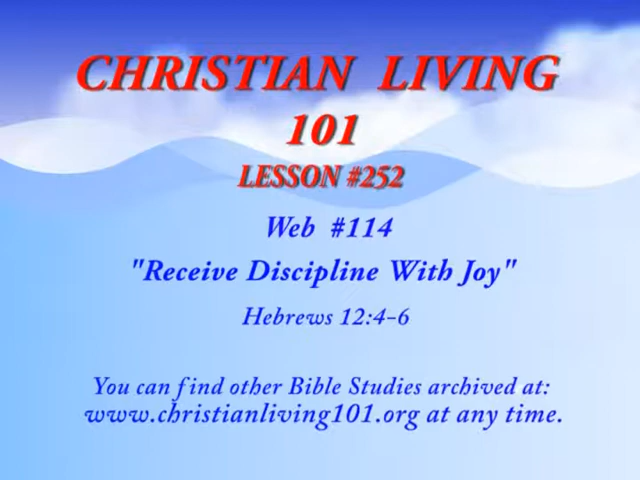 CHRISTIAN LIVING
101
LESSON #252
Web #114
"Receive Discipline With Joy"
Hebrews 12:4-6
You can find other Bible Studies archived at:
www.christianliving101.org at any time.